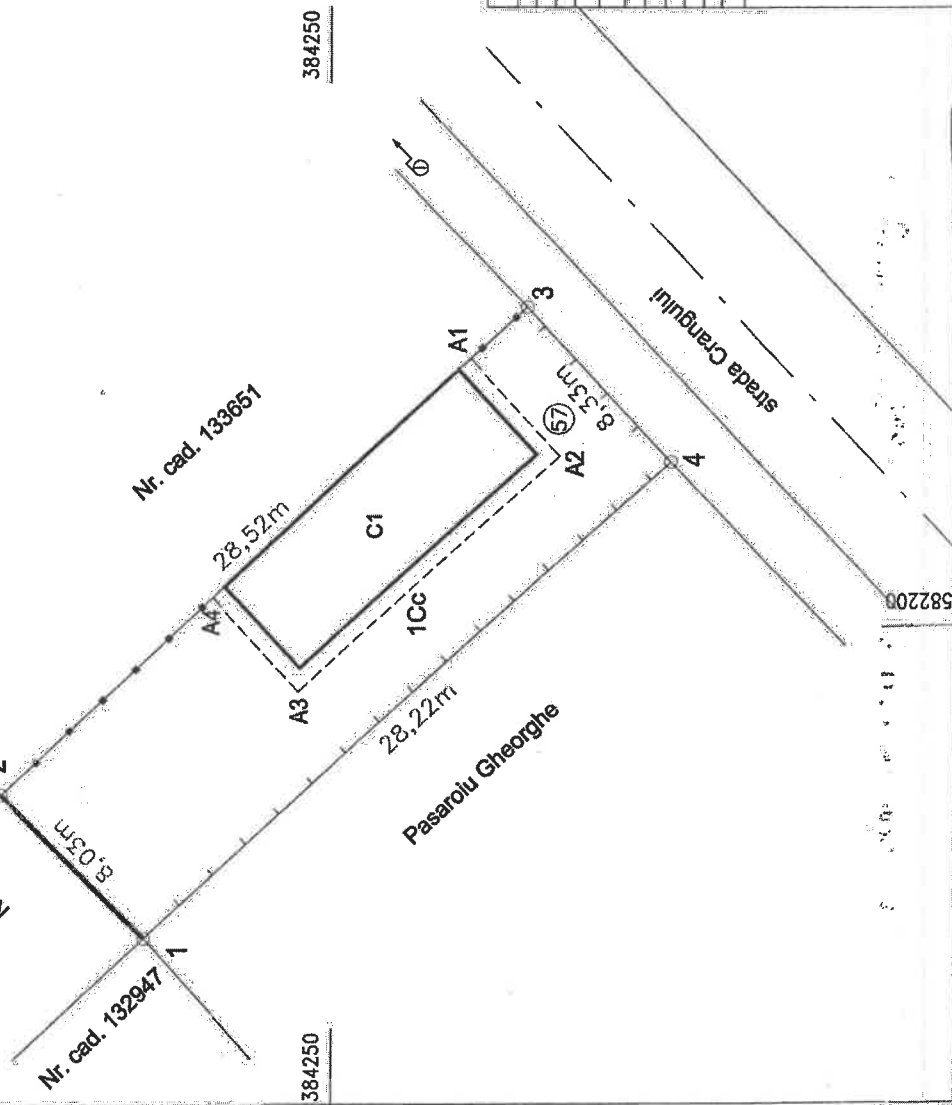 384250
2
8,03m
1
Nr. cad. 132947
Nr. cad. 133651
28,52m
A4
A3
C1
1Cc
A1
A2
57
8,33m
3
4
28,22m
Pasaroiu Gheorghe
strada Crangului
384250
582200